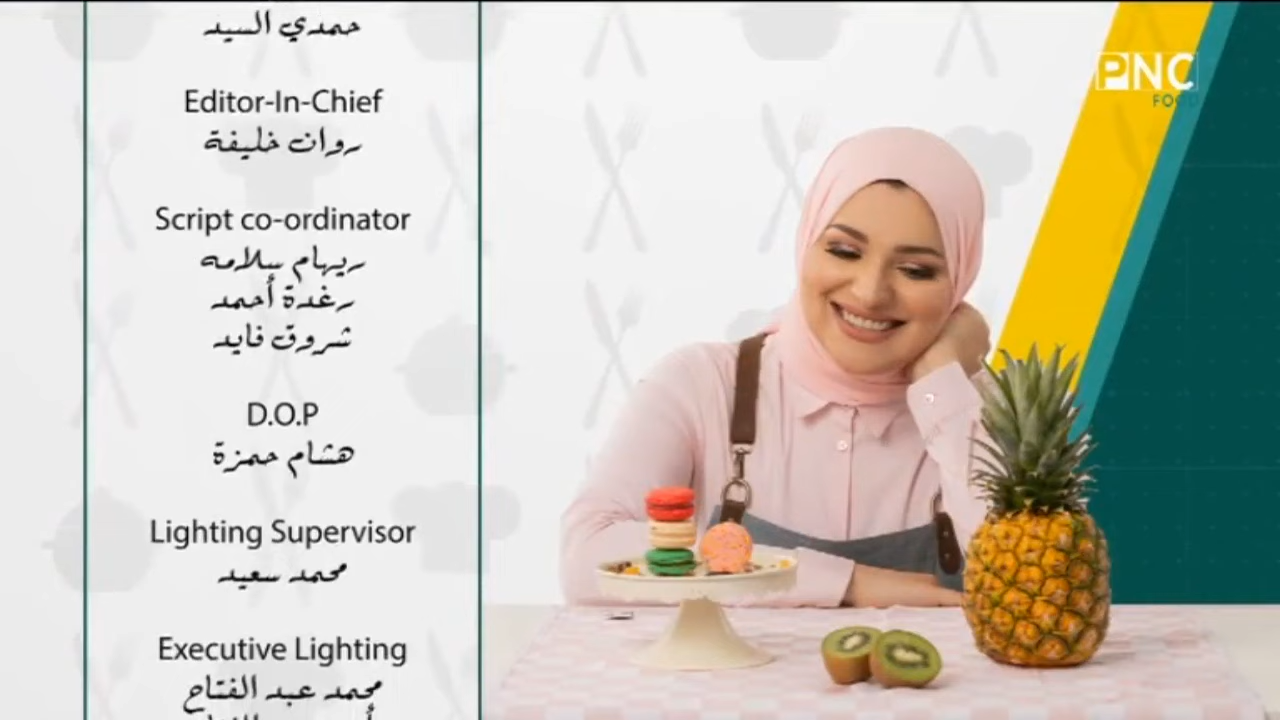 حمدي السيد
Editor-In-Chief
روان خليفة
Script co-ordinator
ريهام سلامه
رغدة أحمد
شروق فايد
D.O.P
هشام حمزة
Lighting Supervisor
محمد سعيد
Executive Lighting
محمد عبد الفتاح
PNC
FOOD